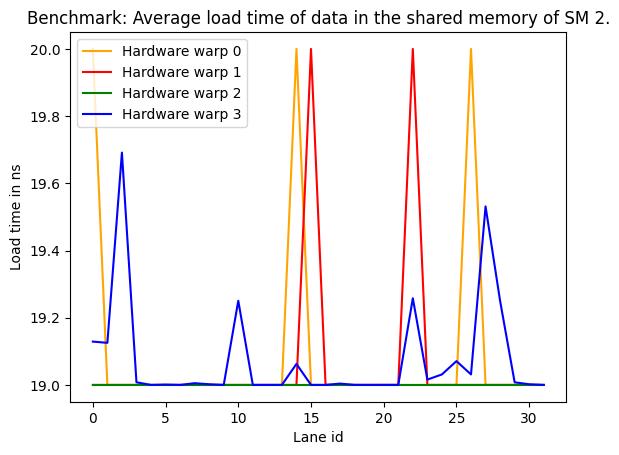 Benchmark: Average load time of data in the shared memory of SM 2.
Hardware warp 0
Hardware warp 1
Hardware warp 2
Hardware warp 3
Load time in ns
20.0
19.8
19.6
19.4
19.2
19.0
0 5 10 15 20 25 30
Lane id